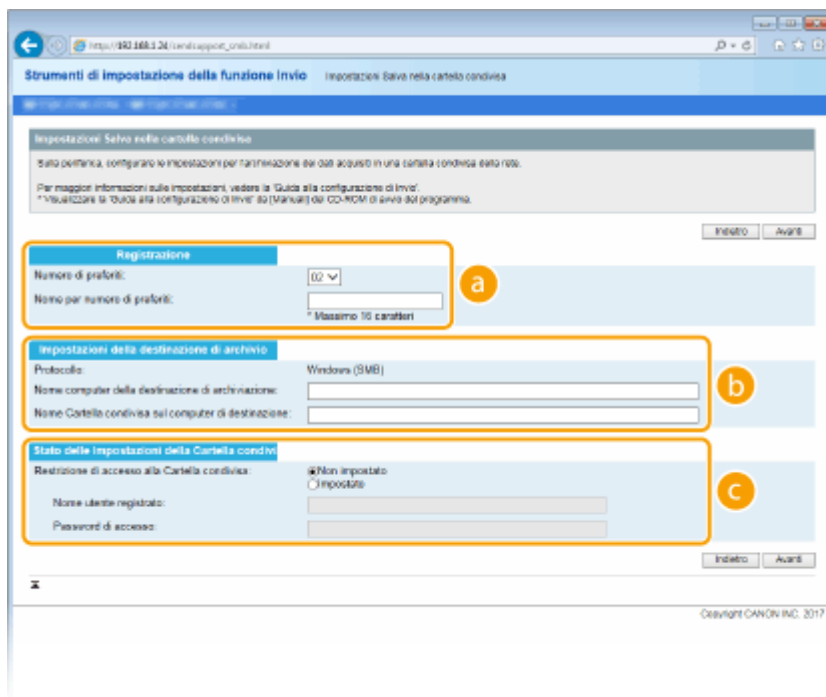 http://192.168.1.24/sendsupport_smb.html
Strumenti di impostazione della funzione Invio Impostazioni Salva nella cartella condivisa
Impostazioni Salva nella cartella condivisa
Sulla periferica, configurare le impostazioni per l'archiviazione dei dati acquisiti in una cartella condivisa della rete.
Per maggiori informazioni sulle impostazioni, vedere la 'Guida alla configurazione di Invio'.
* Visualizzare la 'Guida alla configurazione di Invio' da [Manuali] del CD-ROM di avvio del programma.
Indietro Avanti
Registrazione
Numero di preferiti: 02
Nome per numero di preferiti:
* Massimo 16 caratteri
a
Impostazioni della destinazione di archivio
Protocollo: Windows (SMB)
Nome computer della destinazione di archiviazione:
Nome Cartella condivisa sul computer di destinazione:
b
Stato delle Impostazioni della Cartella condivi
Restrizione di accesso alla Cartella condivisa: Non impostato
Impostato
Nome utente registrato:
Password di accesso:
c
Indietro Avanti
Copyright CANON INC. 2017